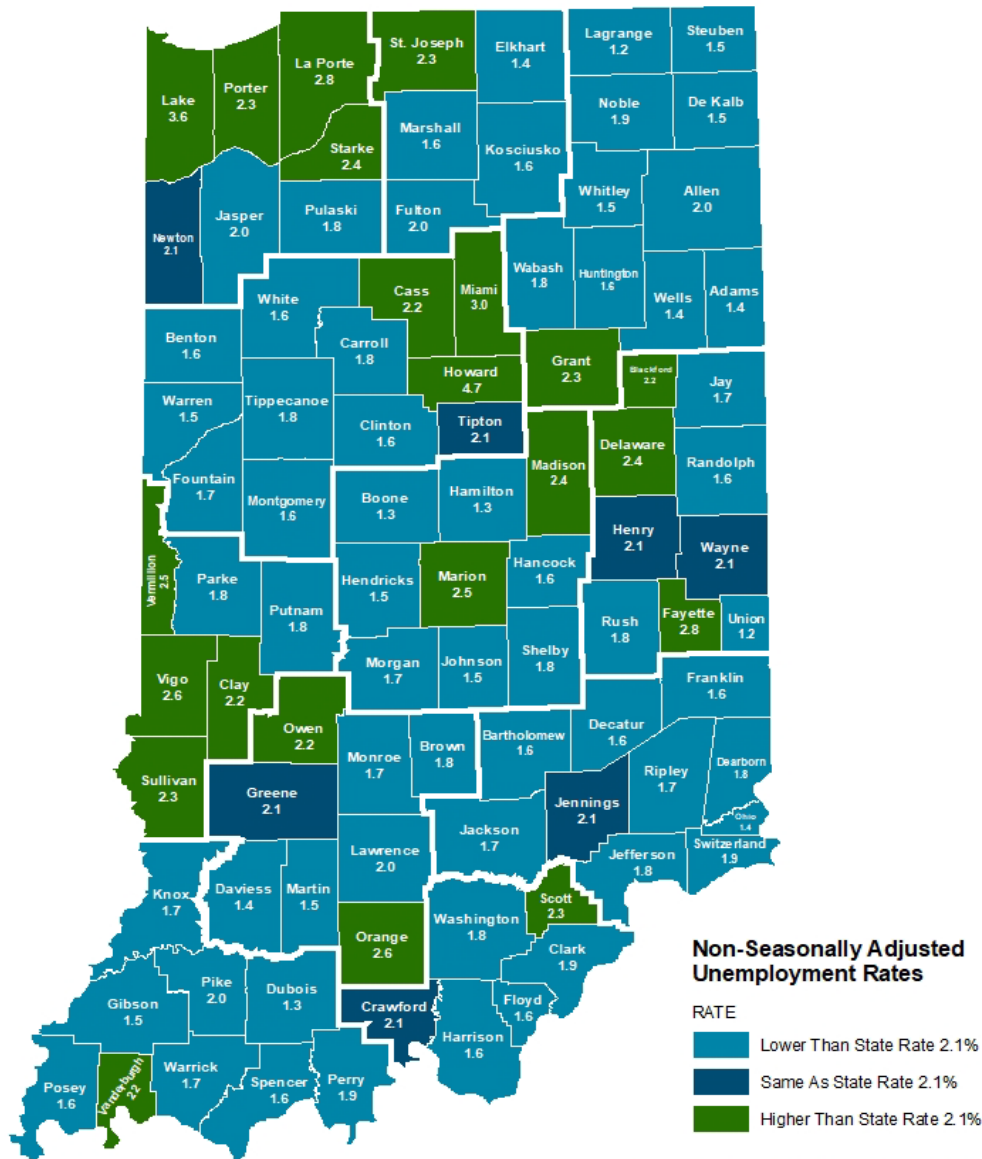 Lagrange
1.2
Steuben
1.5
St. Joseph
2.3
Elkhart
1.4
La Porte
2.8
Porter
2.3
Lake
3.6
Noble
1.9
De Kalb
1.5
Marshall
1.6
Starke
2.4
Kosciusko
1.6
Whitley
1.5
Allen
2.0
Newton
2.1
Jasper
2.0
Pulaski
1.8
Fulton
2.0
Wabash
1.8
Huntington
1.6
Wells
1.4
Adams
1.4
White
1.6
Cass
2.2
Miami
3.0
Benton
1.6
Carroll
1.8
Howard
4.7
Grant
2.3
Blackford
2.2
Jay
1.7
Warren
1.5
Tippecanoe
1.8
Clinton
1.6
Tipton
2.1
Delaware
2.4
Randolph
1.6
Madison
2.4
Fountain
1.7
Montgomery
1.6
Boone
1.3
Hamilton
1.3
Henry
2.1
Wayne
2.1
Vermillion
2.5
Parke
1.8
Putnam
1.8
Hendricks
1.5
Marion
2.5
Hancock
1.6
Rush
1.8
Fayette
2.8
Union
1.2
Vigo
2.6
Clay
2.2
Morgan
1.7
Johnson
1.5
Shelby
1.8
Franklin
1.6
Owen
2.2
Monroe
1.7
Brown
1.8
Bartholomew
1.6
Decatur
1.6
Sullivan
2.3
Greene
2.1
Ripley
1.7
Dearborn
1.8
Jennings
2.1
Ohio
1.4
Jackson
1.7
Lawrence
2.0
Jefferson
1.8
Switzerland
1.9
Knox
1.7
Daviess
1.4
Martin
1.5
Washington
1.8
Scott
2.3
Orange
2.6
Clark
1.9
Gibson
1.5
Pike
2.0
Dubois
1.3
Crawford
2.1
Floyd
1.6
Harrison
1.6
Posey
1.6
Vanderburgh
2.2
Warrick
1.7
Spencer
1.6
Perry
1.9
Non-Seasonally Adjusted
Unemployment Rates
RATE
Lower Than State Rate 2.1%
Same As State Rate 2.1%
Higher Than State Rate 2.1%